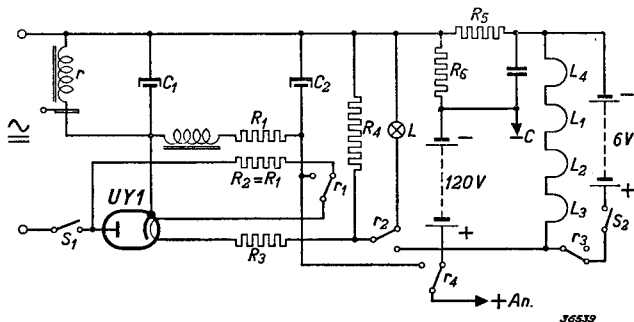 R5
r
C1
C2
R6
L4
R1
R4
L
C
L1
−
−
6V
R2=R1
r1
L2
≃
UY1
120V
+
S1
r2
L3
S2
R3
+
r3
r4
+An.
36539